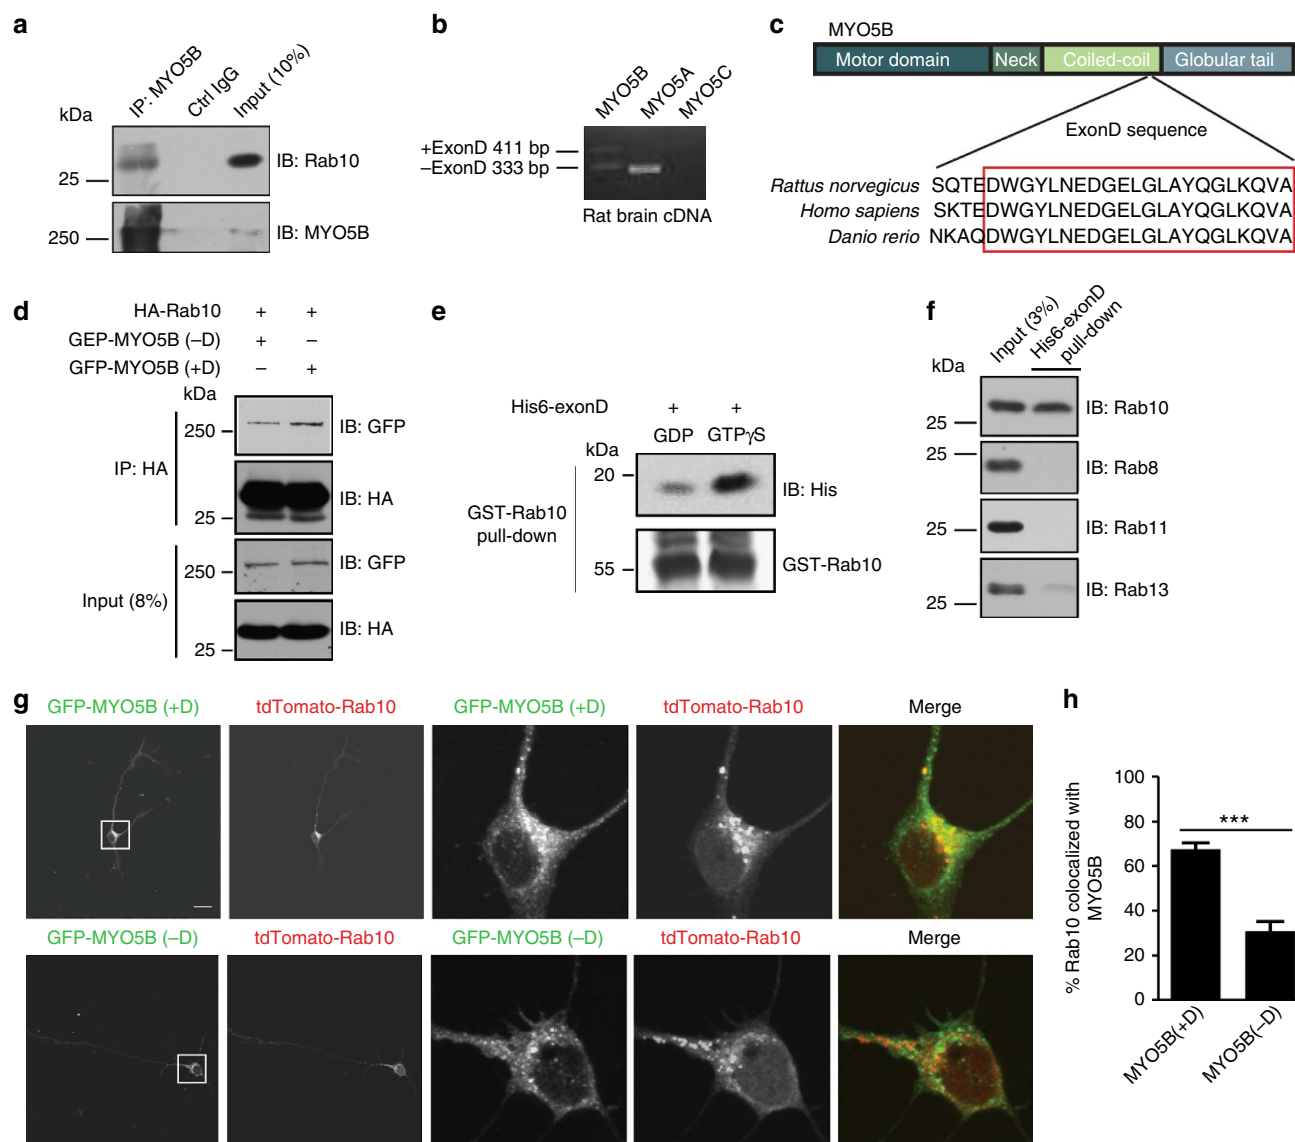 a
IP: MYO5B
Ctrl IgG
Input (10%)
kDa
IB: Rab10
25
250
IB: MYO5B
b
MYO5B
MYO5A
MYO5C
+ExonD 411 bp
–ExonD 333 bp
Rat brain cDNA
c
MYO5B
Motor domain
Neck
Coiled-coil
Globular tail
ExonD sequence
Rattus norvegicus SQTEDWGYLNEDGELGLAYQGLKQVA
Homo sapiens SKTEDWGYLNEDGELGLAYQGLKQVA
Danio rerio NKAQDWGYLNEDGELGLAYQGLKQVA
d
HA-Rab10 + +
GEP-MYO5B (–D) + –
GFP-MYO5B (+D) – +
kDa
250
IB: GFP
IP: HA
IB: HA
25
250
IB: GFP
Input (8%)
IB: HA
25
e
His6-exonD + +
GDP GTPγS
kDa
20
IB: His
GST-Rab10
pull-down
55
GST-Rab10
f
Input (3%)
His6-exonD
pull-down
kDa
25
IB: Rab10
25
IB: Rab8
25
IB: Rab11
25
IB: Rab13
g
GFP-MYO5B (+D)
tdTomato-Rab10
GFP-MYO5B (+D)
tdTomato-Rab10
Merge
GFP-MYO5B (–D)
tdTomato-Rab10
GFP-MYO5B (–D)
tdTomato-Rab10
Merge
h
% Rab10 colocalized with
MYO5B
100
80
60
40
20
0
***
MYO5B(+D)
MYO5B(–D)